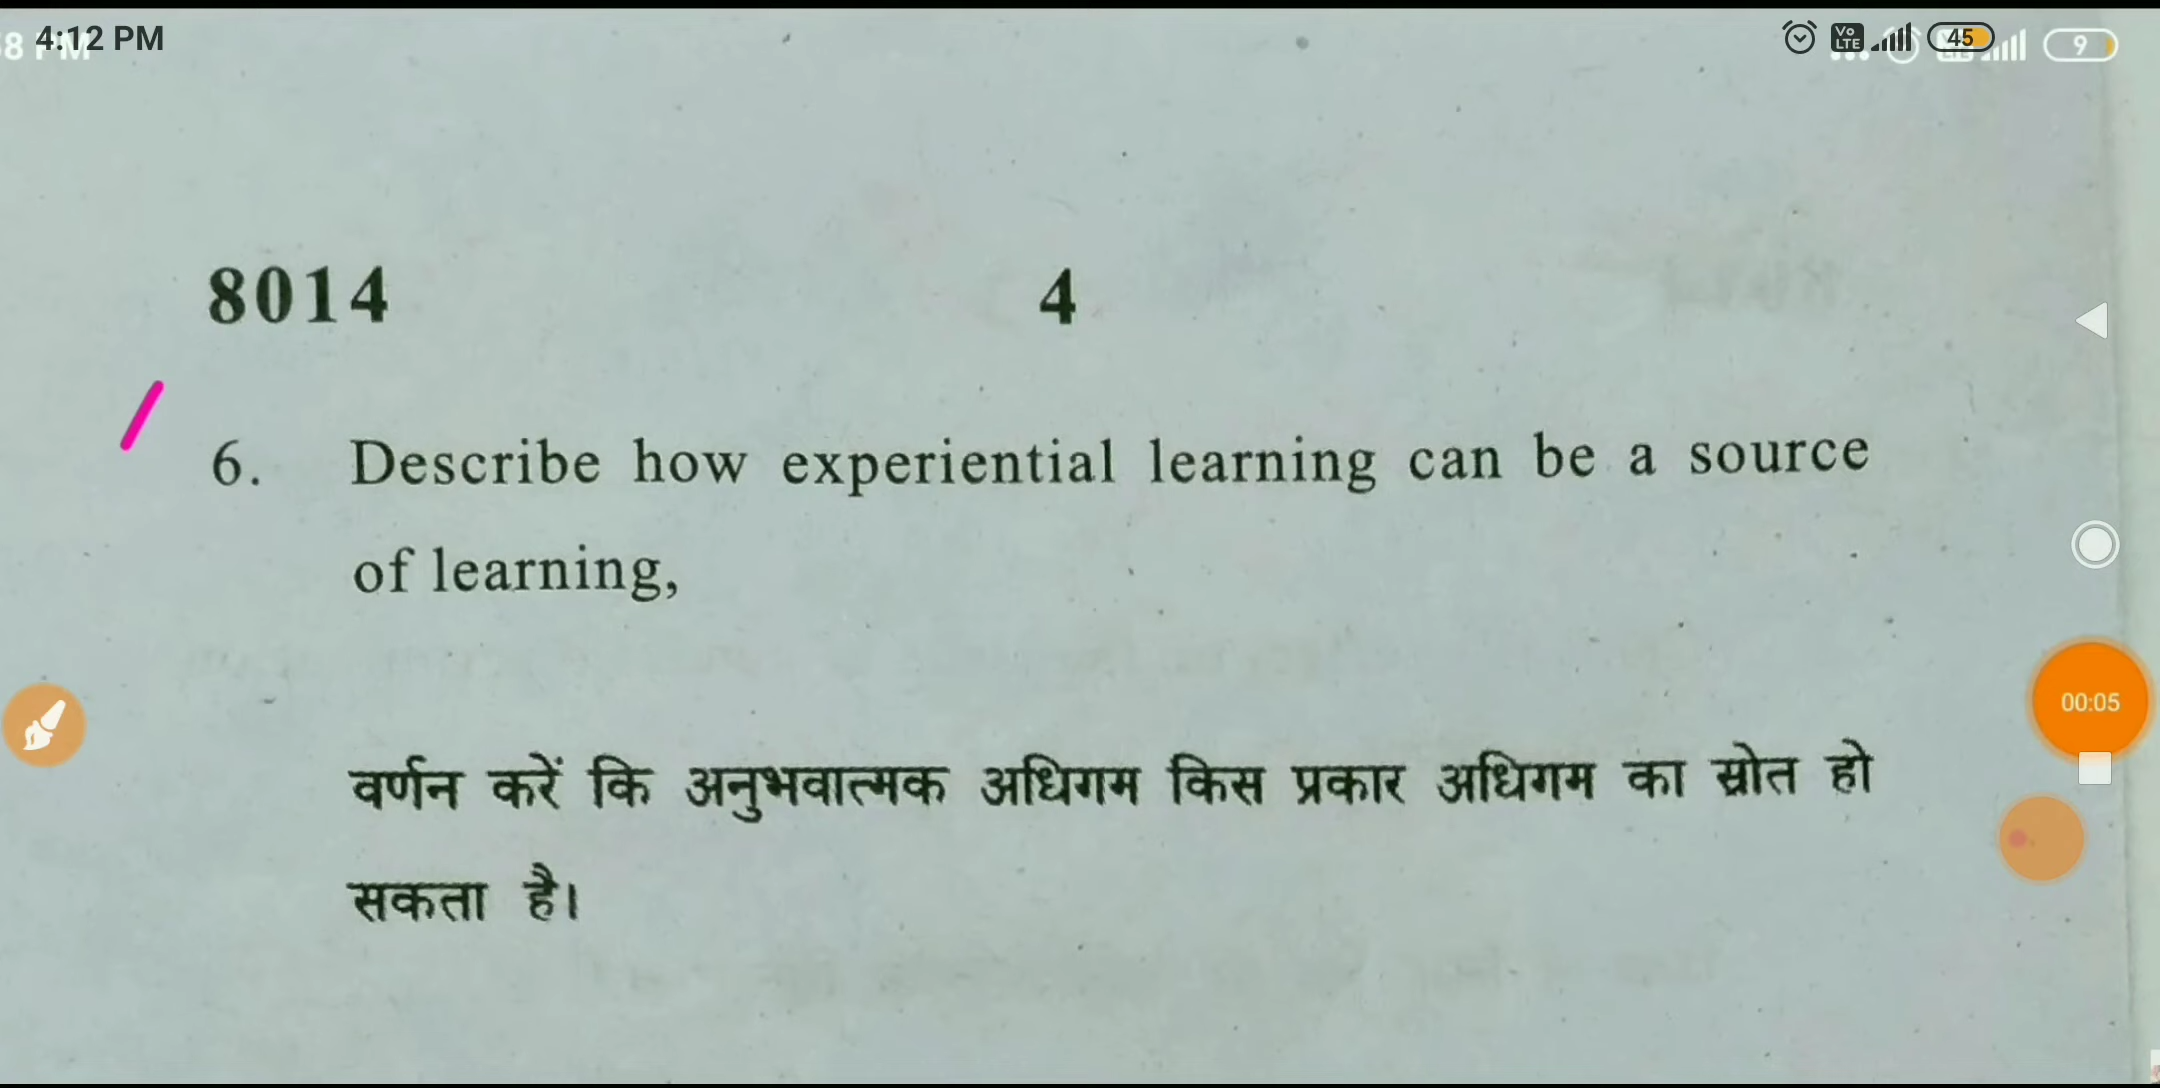 4:12 PM
45
9
8014 4
6. Describe how experiential learning can be a source
of learning,
00:05
वर्णन करें कि अनुभवात्मक अधिगम किस प्रकार अधिगम का स्रोत हो
सकता है।